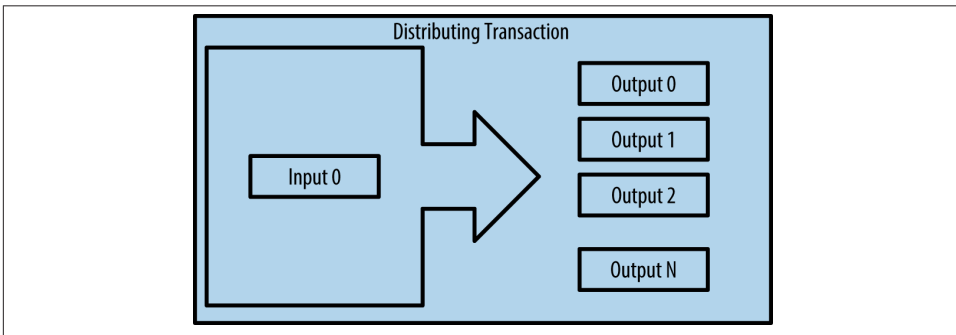 Distributing Transaction
Input 0
Output 0
Output 1
Output 2
Output N